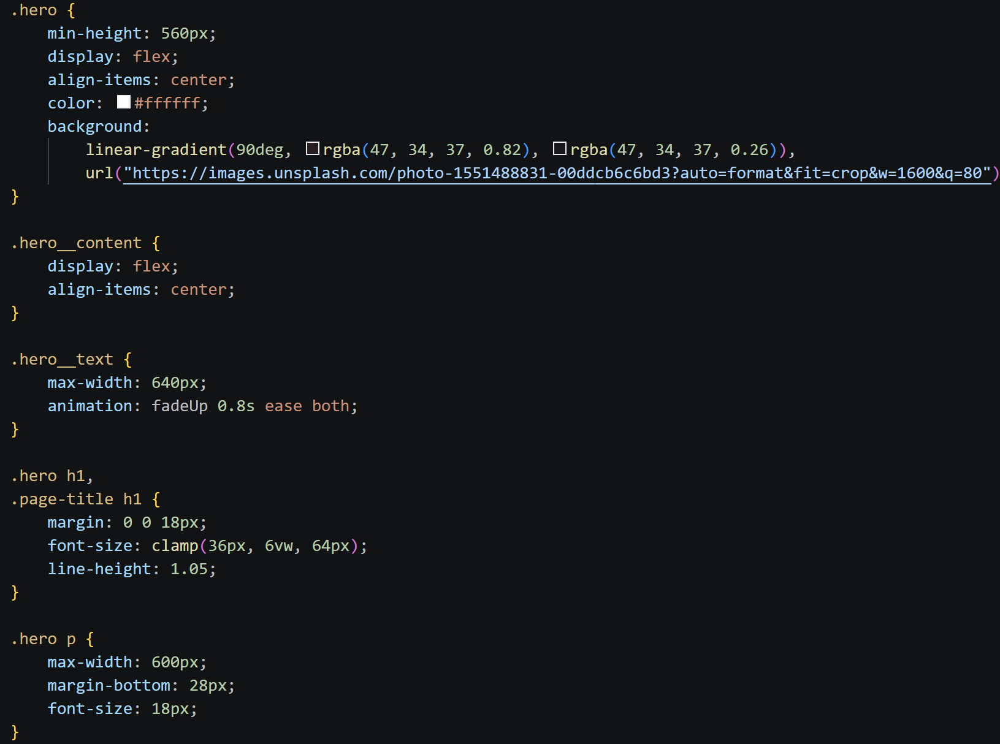 .hero {
    min-height: 560px;
    display: flex;
    align-items: center;
    color: #ffffff;
    background:
        linear-gradient(90deg, rgba(47, 34, 37, 0.82), rgba(47, 34, 37, 0.26)),
        url("https://images.unsplash.com/photo-1551488831-00ddcb6c6bd3?auto=format&fit=crop&w=1600&q=80")
}

.hero__content {
    display: flex;
    align-items: center;
}

.hero__text {
    max-width: 640px;
    animation: fadeUp 0.8s ease both;
}

.hero h1,
.page-title h1 {
    margin: 0 0 18px;
    font-size: clamp(36px, 6vw, 64px);
    line-height: 1.05;
}

.hero p {
    max-width: 600px;
    margin-bottom: 28px;
    font-size: 18px;
}